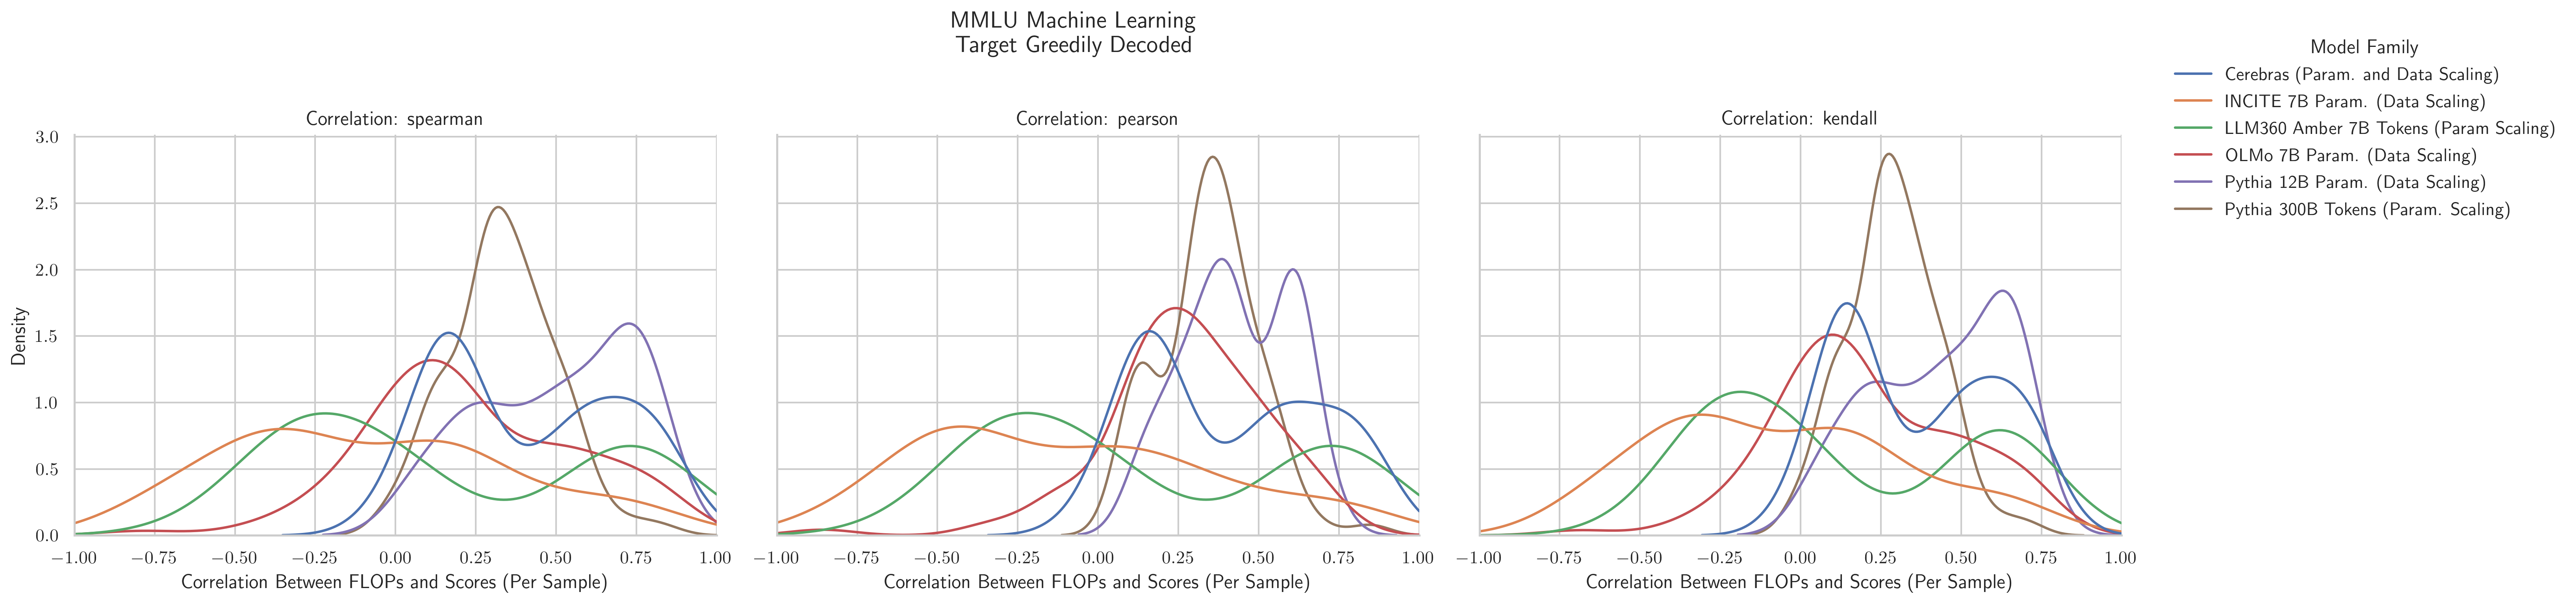 MMLU Machine Learning
Target Greedily Decoded
Model Family
Cerebras (Param. and Data Scaling)
INCITE 7B Param. (Data Scaling)
LLM360 Amber 7B Tokens (Param Scaling)
OLMo 7B Param. (Data Scaling)
Pythia 12B Param. (Data Scaling)
Pythia 300B Tokens (Param. Scaling)
Correlation: spearman
Correlation: pearson
Correlation: kendall
Density
3.0
2.5
2.0
1.5
1.0
0.5
0.0
−1.00 −0.75 −0.50 −0.25 0.00 0.25 0.50 0.75 1.00
−1.00 −0.75 −0.50 −0.25 0.00 0.25 0.50 0.75 1.00
−1.00 −0.75 −0.50 −0.25 0.00 0.25 0.50 0.75 1.00
Correlation Between FLOPs and Scores (Per Sample)
Correlation Between FLOPs and Scores (Per Sample)
Correlation Between FLOPs and Scores (Per Sample)